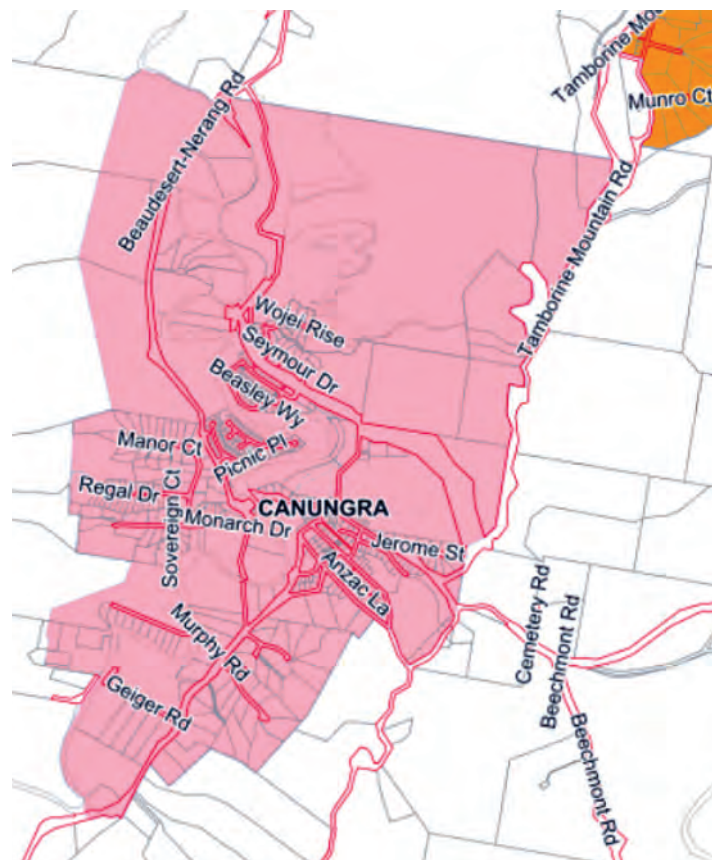 Tamborine Mou
Munro Ct
Beaudesert-Nerang Rd
Tamborine Mountain Rd
Wojei Rise
Seymour Dr
Beasley Wy
Manor Ct
Picnic Pl
Regal Dr
Sovereign Ct
CANUNGRA
Monarch Dr
Jerome St
Anzac La
Cemetery Rd
Beechmont Rd
Murphy Rd
Geiger Rd
Beechmont Rd